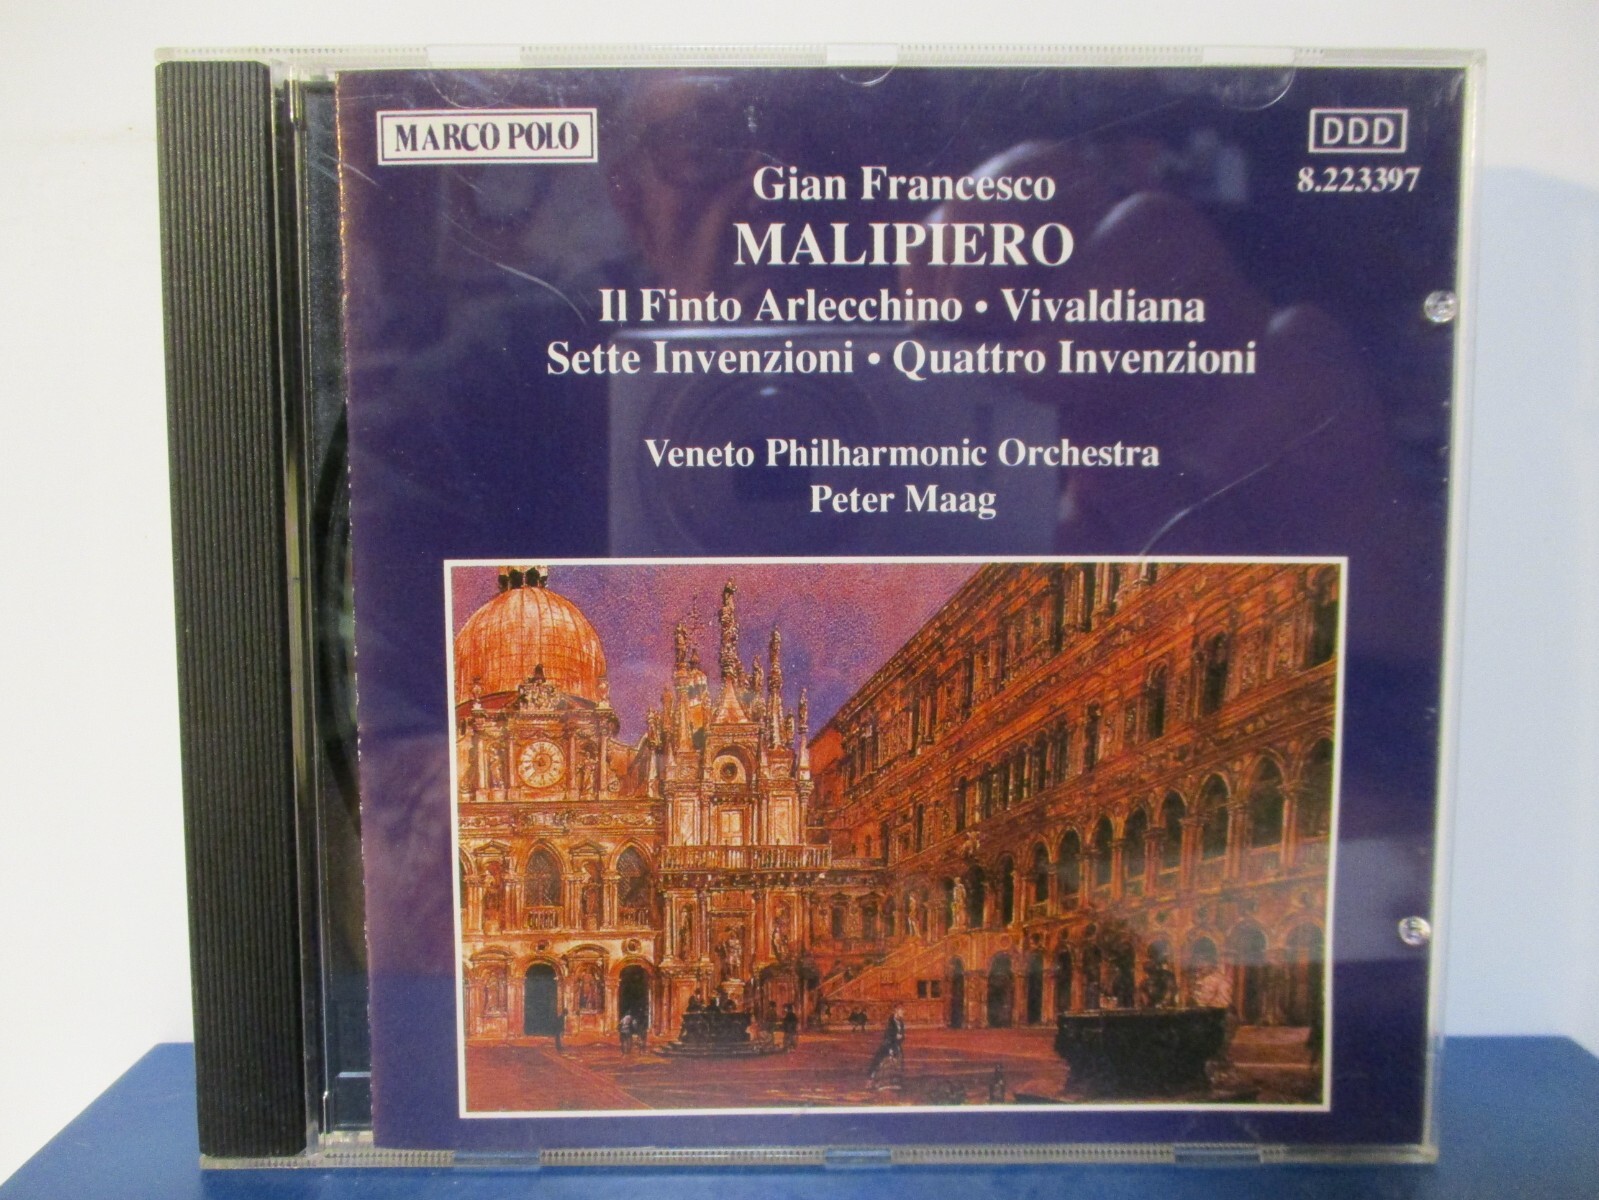 MARCO POLO
DDD
8.223397
Gian Francesco
MALIPIERO
Il Finto Arlecchino • Vivaldiana
Sette Invenzioni • Quattro Invenzioni
Veneto Philharmonic Orchestra
Peter Maag